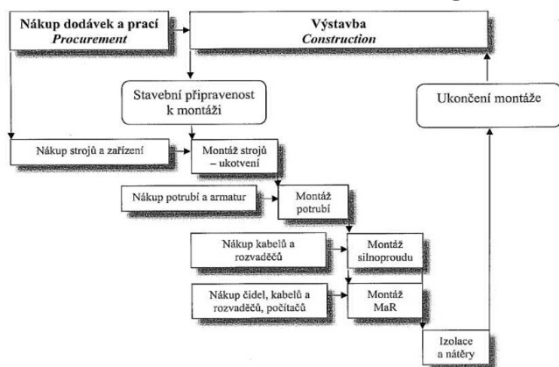 Nákup dodávek a prací
Procurement
Výstavba
Construction
Stavební připravenost
k montáži
Ukončení montáže
Nákup strojů a zařízení
Montáž strojů
– ukotvení
Nákup potrubí a armatur
Montáž
potrubí
Nákup kabelů a
rozvaděčů
Montáž
silnoproudu
Nákup čidel, kabelů a
rozvaděčů, počítačů
Montáž
MaR
Izolace
a nátěry